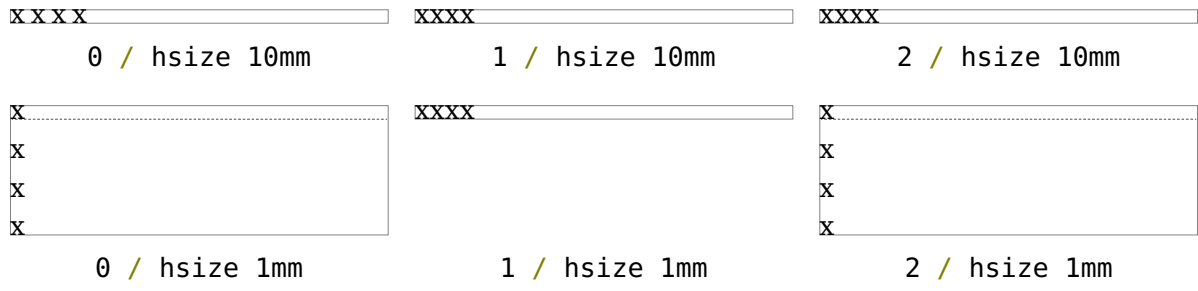 x x x x xxxx xxxx
0 / hsize 10mm 1 / hsize 10mm 2 / hsize 10mm
x xxxx x
x x
x x
x x
0 / hsize 1mm 1 / hsize 1mm 2 / hsize 1mm